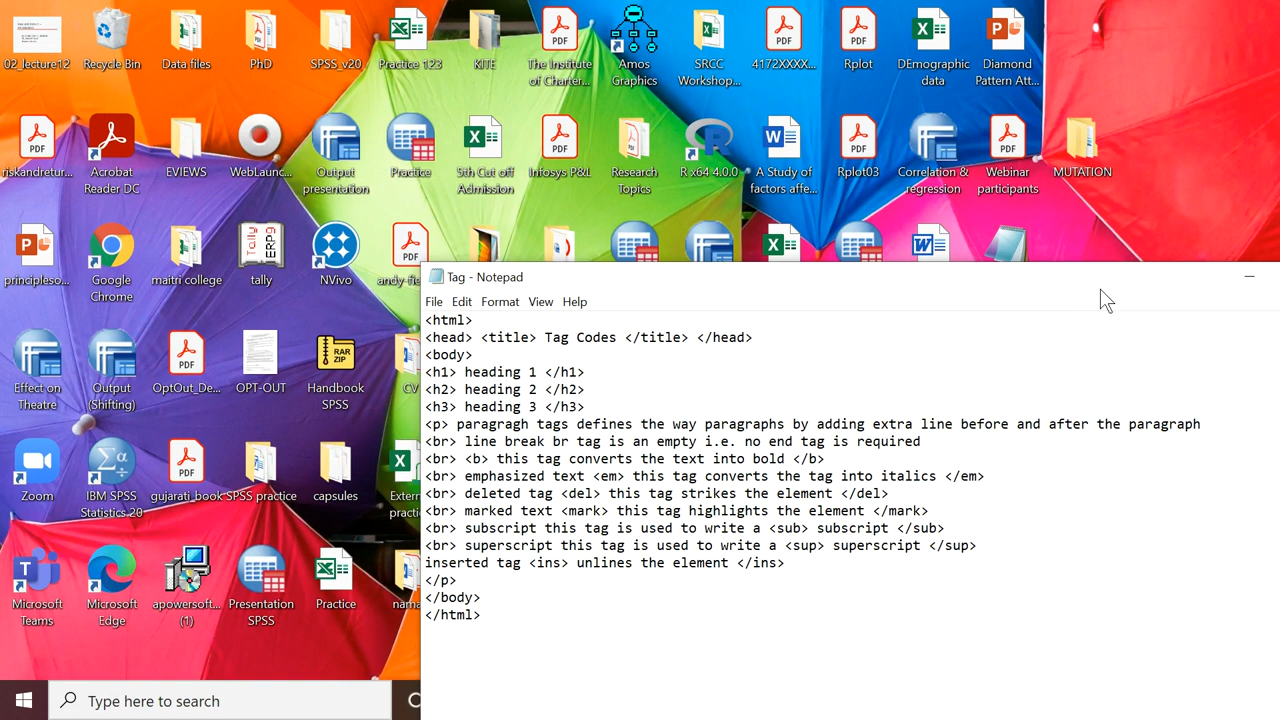 02_lecture12
Recycle Bin
Data files
PhD
SPSS_v20
Practice 123
KITE
The Institute
of Charter...
Amos
Graphics
SRCC
Workshop...
4172XXXX...
Rplot
DEmographic
data
Diamond
Pattern Att...
riskandretur...
Acrobat
Reader DC
EVIEWS
WebLaunc...
Output
presentation
Practice
5th Cut off
Admission
Infosys P&L
Research
Topics
R x64 4.0.0
A Study of
factors affe...
Rplot03
Correlation &
regression
Webinar
participants
MUTATION
principleso...
Google
Chrome
maitri college
tally
NVivo
andy-fie
Effect on
Theatre
Output
(Shifting)
OptOut_De...
OPT-OUT
Handbook
SPSS
CV
Zoom
IBM SPSS
Statistics 20
gujarati_book
SPSS practice
capsules
Extern
practic
Microsoft
Teams
Microsoft
Edge
apowersoft...
(1)
Presentation
SPSS
Practice
nama
Tag - Notepad
File Edit Format View Help
<html>
<head> <title> Tag Codes </title> </head>
<body>
<h1> heading 1 </h1>
<h2> heading 2 </h2>
<h3> heading 3 </h3>
<p> paragragh tags defines the way paragraphs by adding extra line before and after the paragraph
<br> line break br tag is an empty i.e. no end tag is required
<br> <b> this tag converts the text into bold </b>
<br> emphasized text <em> this tag converts the tag into italics </em>
<br> deleted tag <del> this tag strikes the element </del>
<br> marked text <mark> this tag highlights the element </mark>
<br> subscript this tag is used to write a <sub> subscript </sub>
<br> superscript this tag is used to write a <sup> superscript </sup>
inserted tag <ins> unlines the element </ins>
</p>
</body>
</html>
Type here to search